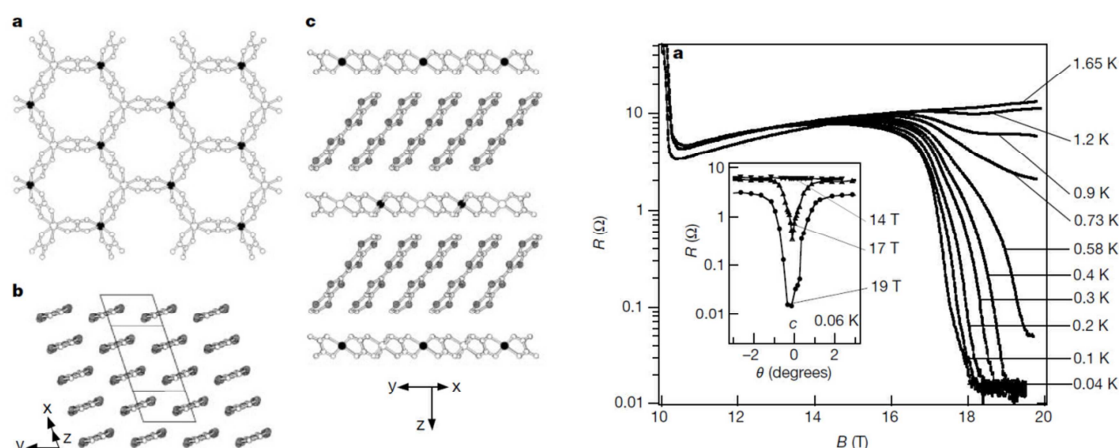 a
b
y
x
z
c
y
x
z
a
R (Ω)
10
1
0.1
0.01
10
12
14
16
18
20
B (T)
1.65 K
1.2 K
0.9 K
0.73 K
0.58 K
0.4 K
0.3 K
0.2 K
0.1 K
0.04 K
R (Ω)
10
1
0.1
0.01
14 T
17 T
19 T
c
0.06 K
−2
0
2
θ (degrees)